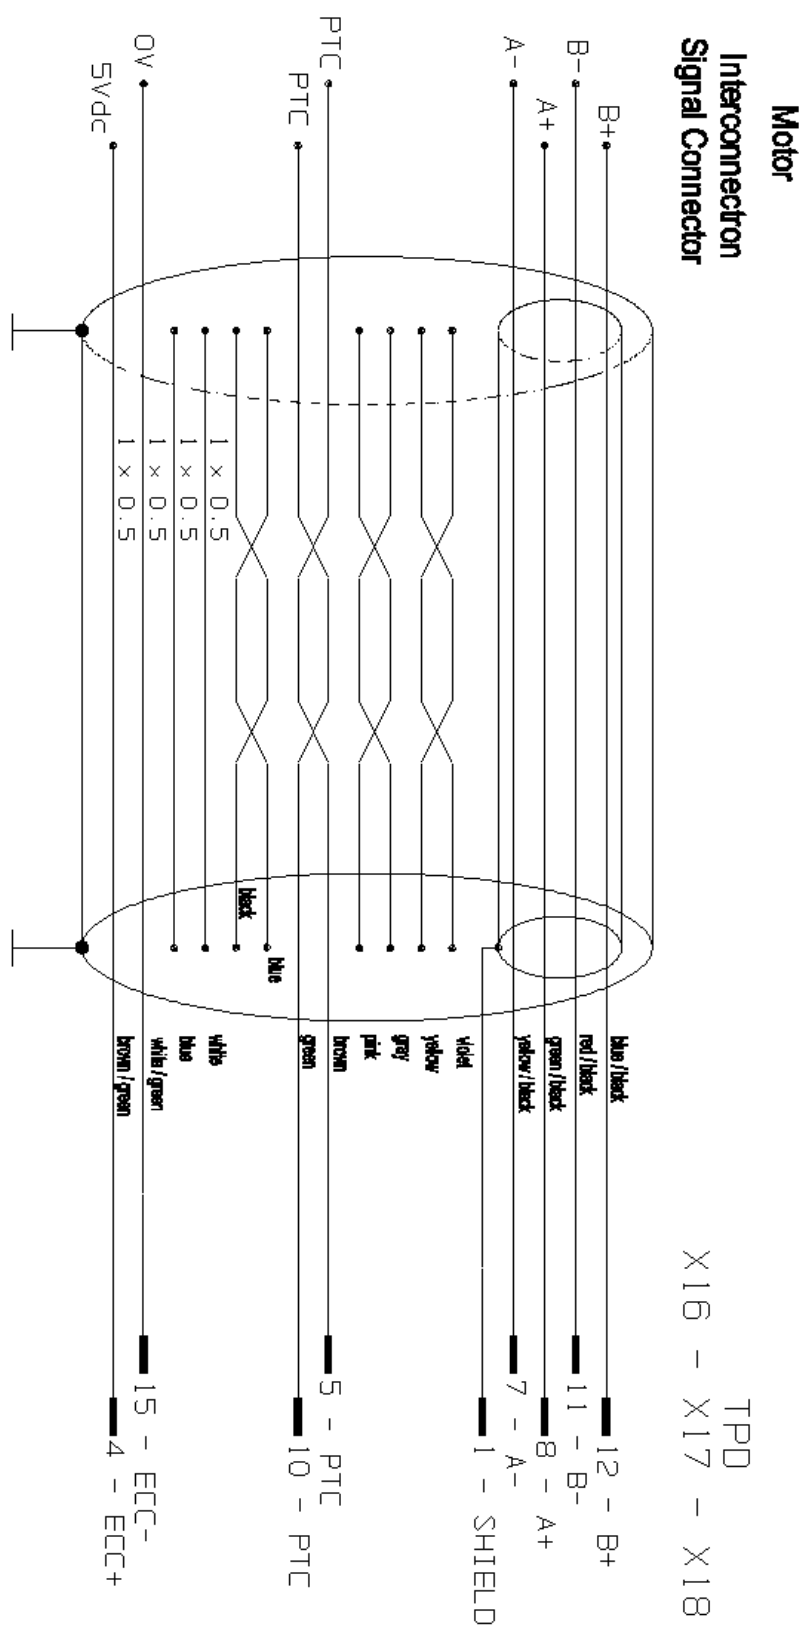 Motor
Interconnectron
Signal Connector
TPD
X16 - X17 - X18
B+
B-
A+
A-
PTC
PTC
0V
5Vdc
1 x 0.5
1 x 0.5
1 x 0.5
1 x 0.5
black
blue
blue / black
red / black
green / black
yellow / black
violet
yellow
gray
pink
brown
green
white
blue
white / green
brown / green
12 - B+
11 - B-
8 - A+
7 - A-
1 - SHIELD
5 - PTC
10 - PTC
15 - ECC-
4 - ECC+